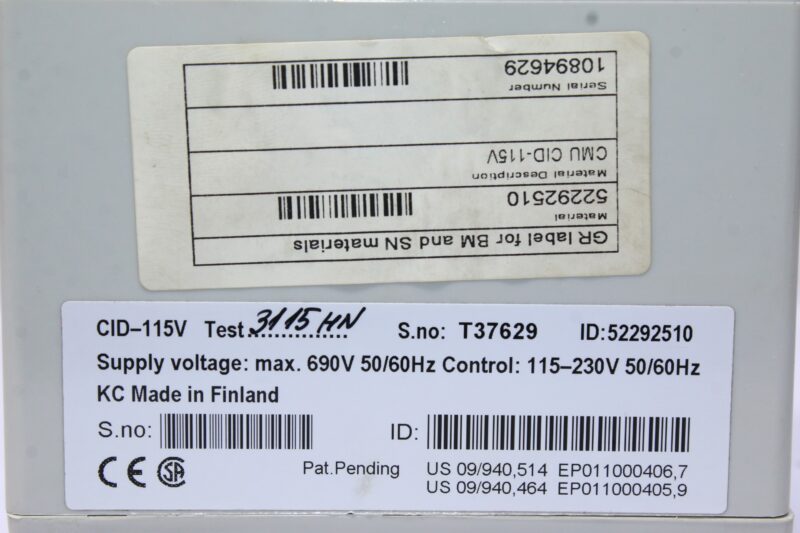 GR label for BM and SN materials
Material
52292510
Material Description
CMU CID-115V
Serial Number
10894629
CID–115V Test 3115 HN S.no: T37629 ID:52292510
Supply voltage: max. 690V 50/60Hz Control: 115–230V 50/60Hz
KC Made in Finland
S.no: ID:
CE SA Pat.Pending US 09/940,514 EP011000406,7
US 09/940,464 EP011000405,9